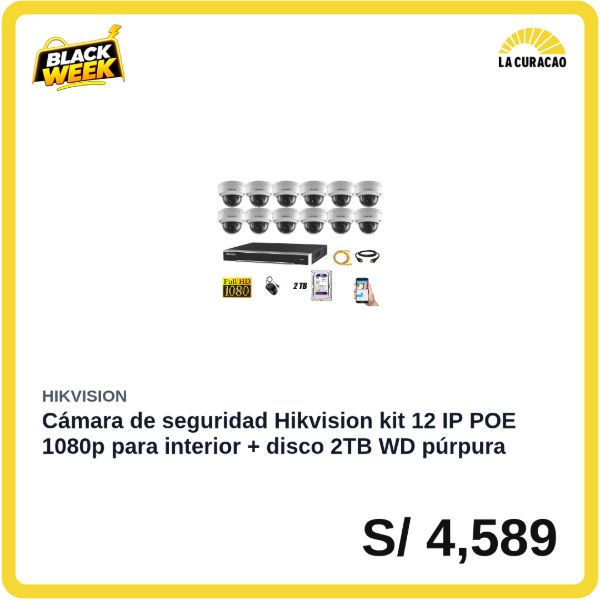 BLACK
WEEK
LA CURACAO
Full HD
1080
2 TB
HIKVISION
Cámara de seguridad Hikvision kit 12 IP POE
1080p para interior + disco 2TB WD púrpura
S/ 4,589